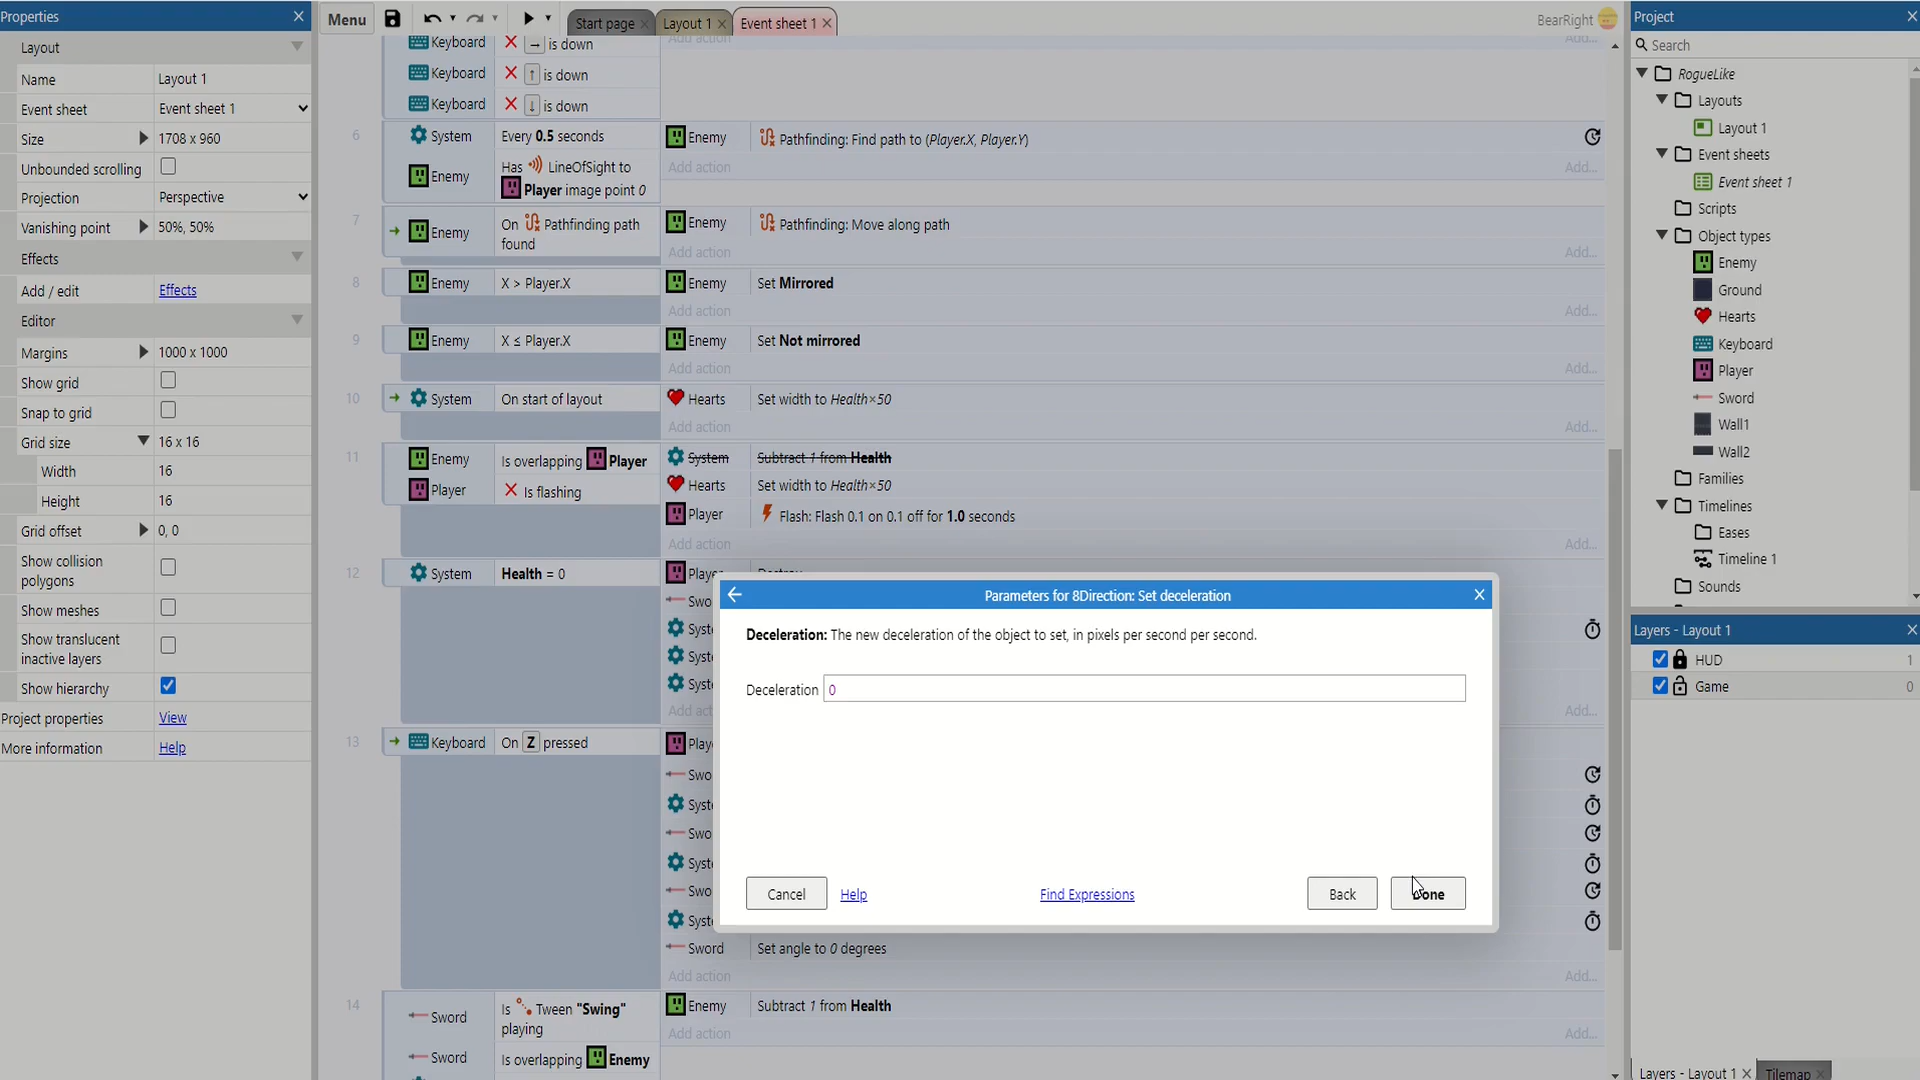 Properties
Menu
Start page
Layout 1
Event sheet 1
BearRight
Project
Layout
Name
Layout 1
Event sheet
Event sheet 1
Size
1708 x 960
Unbounded scrolling
Projection
Perspective
Vanishing point
50%, 50%
Effects
Add / edit
Effects
Editor
Margins
1000 x 1000
Show grid
Snap to grid
Grid size
16 x 16
Width
16
Height
16
Grid offset
0, 0
Show collision
polygons
Show meshes
Show translucent
inactive layers
Show hierarchy
Project properties
View
More information
Help
Keyboard → is down
Add action
Add...
Keyboard ↑ is down
Keyboard ↓ is down
6
System
Every 0.5 seconds
Enemy
Pathfinding: Find path to (Player.X, Player.Y)
Enemy
Has LineOfSight to
Player image point 0
Add action
Add...
7
Enemy
On Pathfinding path
found
Enemy
Pathfinding: Move along path
Add action
Add...
8
Enemy
X > Player.X
Enemy
Set Mirrored
Add action
Add...
9
Enemy
X ≤ Player.X
Enemy
Set Not mirrored
Add action
Add...
10
System
On start of layout
Hearts
Set width to Health×50
Add action
Add...
11
Enemy
Is overlapping Player
System
Subtract 1 from Health
Player
Is flashing
Hearts
Set width to Health×50
Player
Flash: Flash 0.1 on 0.1 off for 1.0 seconds
Add action
Add...
12
System
Health = 0
Add...
13
Keyboard
On Z pressed
Sword
Set angle to 0 degrees
Add action
Add...
14
Sword
Is Tween "Swing"
playing
Enemy
Subtract 1 from Health
Add action
Add...
Sword
Is overlapping Enemy
Parameters for 8Direction: Set deceleration
Deceleration: The new deceleration of the object to set, in pixels per second per second.
Deceleration
0
Cancel
Help
Find Expressions
Back
Search
RogueLike
Layouts
Layout 1
Event sheets
Event sheet 1
Scripts
Object types
Enemy
Ground
Hearts
Keyboard
Player
Sword
Wall1
Wall2
Families
Timelines
Eases
Timeline 1
Sounds
Layers - Layout 1
HUD
1
Game
0
Layers - Layout 1
Tilemap